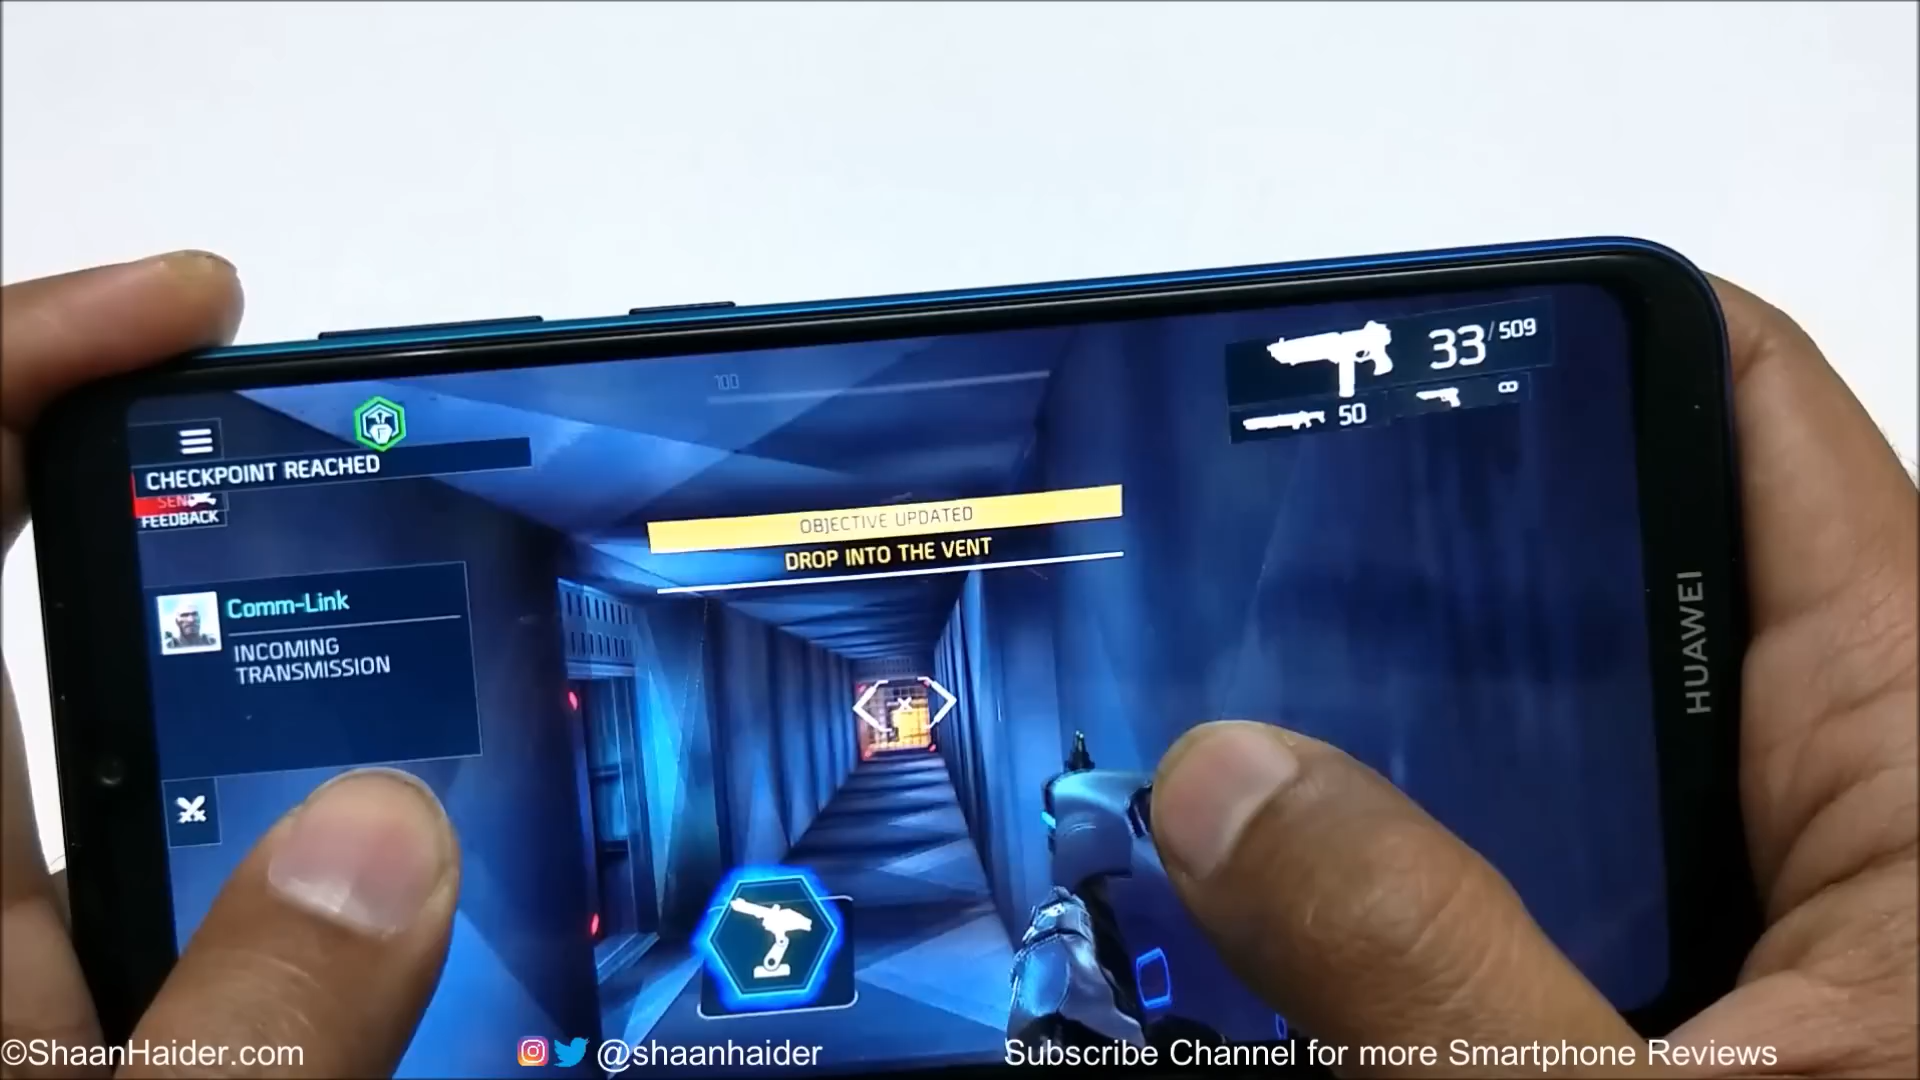 100
33/509
50
∞
CHECKPOINT REACHED
SEND
FEEDBACK
OBJECTIVE UPDATED
DROP INTO THE VENT
Comm-Link
INCOMING
TRANSMISSION
HUAWEI
©ShaanHaider.com
@shaanhaider
Subscribe Channel for more Smartphone Reviews